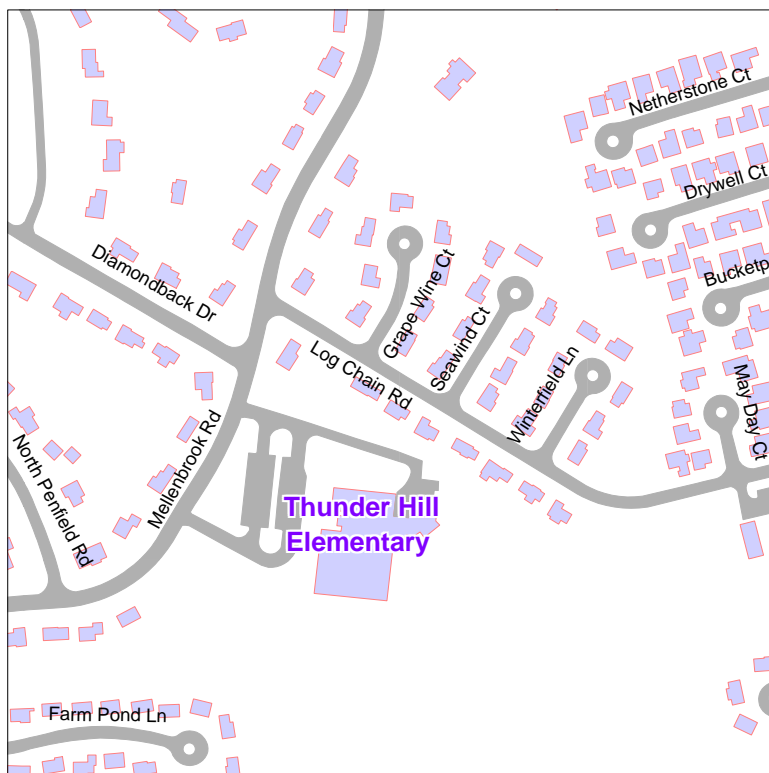 Netherstone Ct
Drywell Ct
Bucketp
Diamondback Dr
Grape Wine Ct
Seawind Ct
Log Chain Rd
Winterfield Ln
May Day Ct
Mellenbrook Rd
North Penfield Rd
Thunder Hill
Elementary
Farm Pond Ln